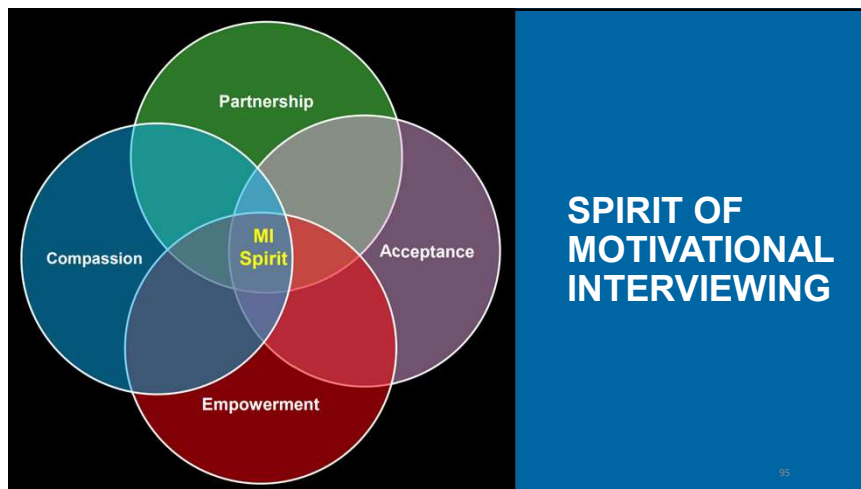 Partnership
Compassion
MI
Spirit
Acceptance
Empowerment
SPIRIT OF
MOTIVATIONAL
INTERVIEWING
95